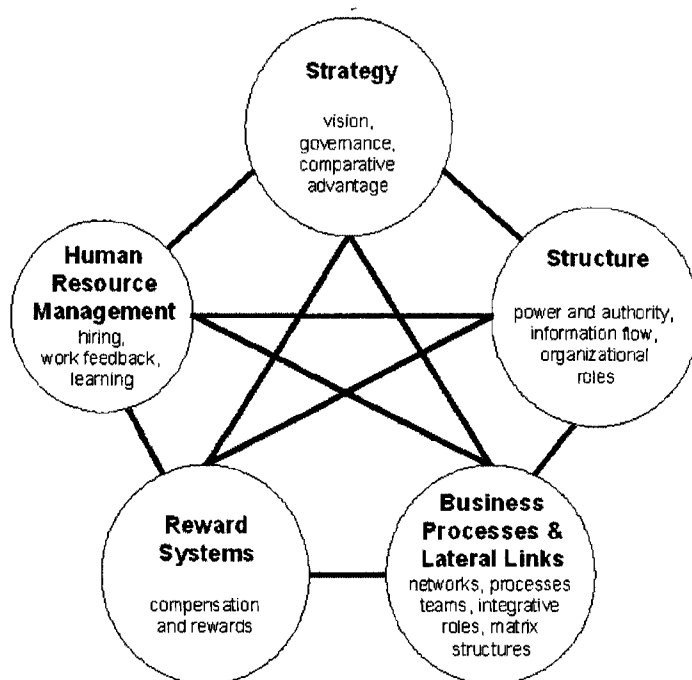 Strategy
vision,
governance,
comparative
advantage
Human
Resource
Management
hiring,
work feedback,
learning
Structure
power and authority,
information flow,
organizational
roles
Reward
Systems
compensation
and rewards
Business
Processes &
Lateral Links
networks, processes
teams, integrative
roles, matrix
structures